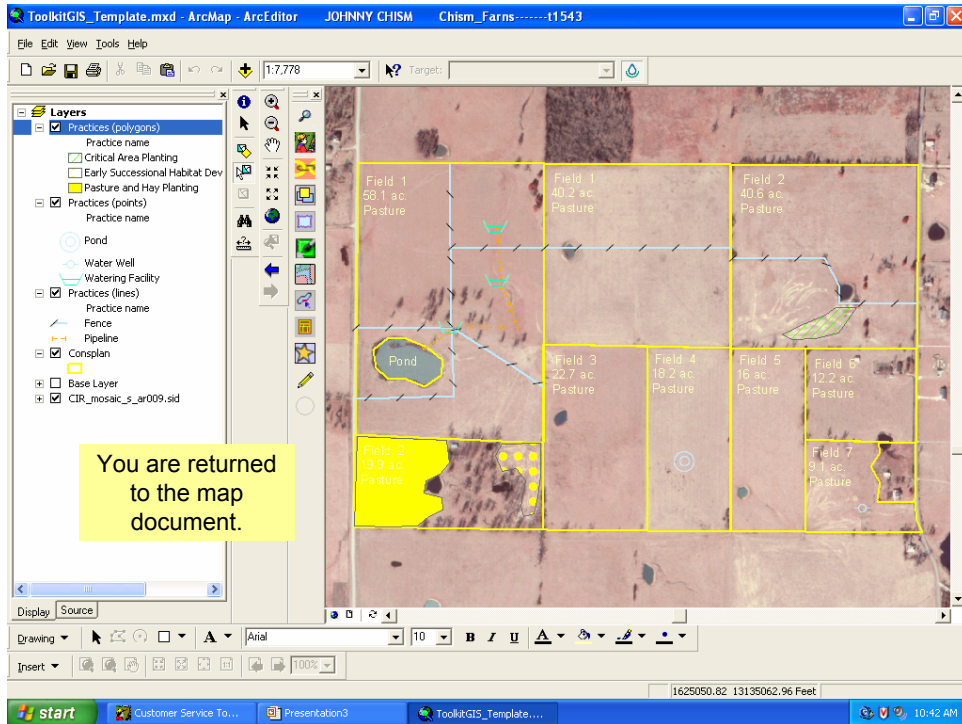 ToolkitGIS_Template.mxd - ArcMap - ArcEditor JOHNNY CHISM Chism_Farns-------t1543
File Edit View Tools Help
1:7,778
Target:
Layers
Practices (polygons)
Practice name
Critical Area Planting
Early Successional Habitat Dev
Pasture and Hay Planting
Practices (points)
Practice name
Pond
Water Well
Watering Facility
Practices (lines)
Practice name
Fence
Pipeline
Consplan
Base Layer
CIR_mosaic_s_ar009.sid
Display Source
You are returned
to the map
document.
Field 1
58.1 ac.
Pasture
Field 1
40.2 ac.
Pasture
Field 2
40.6 ac.
Pasture
Pond
Field 3
22.7 ac.
Pasture
Field 4
18.2 ac.
Pasture
Field 5
16 ac.
Pasture
Field 6
12.2 ac.
Pasture
Field 2
19.9 ac.
Pasture
Field 7
9.1 ac.
Pasture
Drawing A Arial 10 B I U A
Insert 100%
1625050.82 13135062.96 Feet
start Customer Service To... Presentation3 ToolkitGIS_Template.... 10:42 AM